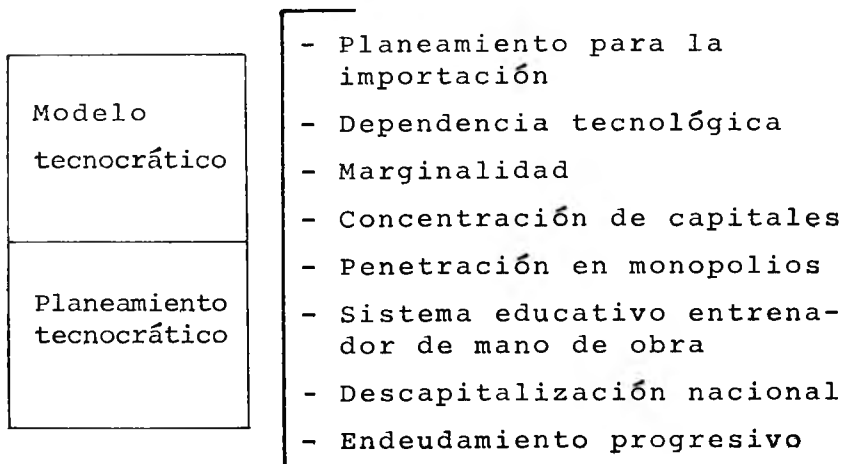 Modelo
tecnocrático
Planeamiento
tecnocrático
- Planeamiento para la
importación
- Dependencia tecnológica
- Marginalidad
- Concentración de capitales
- Penetración en monopolios
- Sistema educativo entrena-
dor de mano de obra
- Descapitalización nacional
- Endeudamiento progresivo